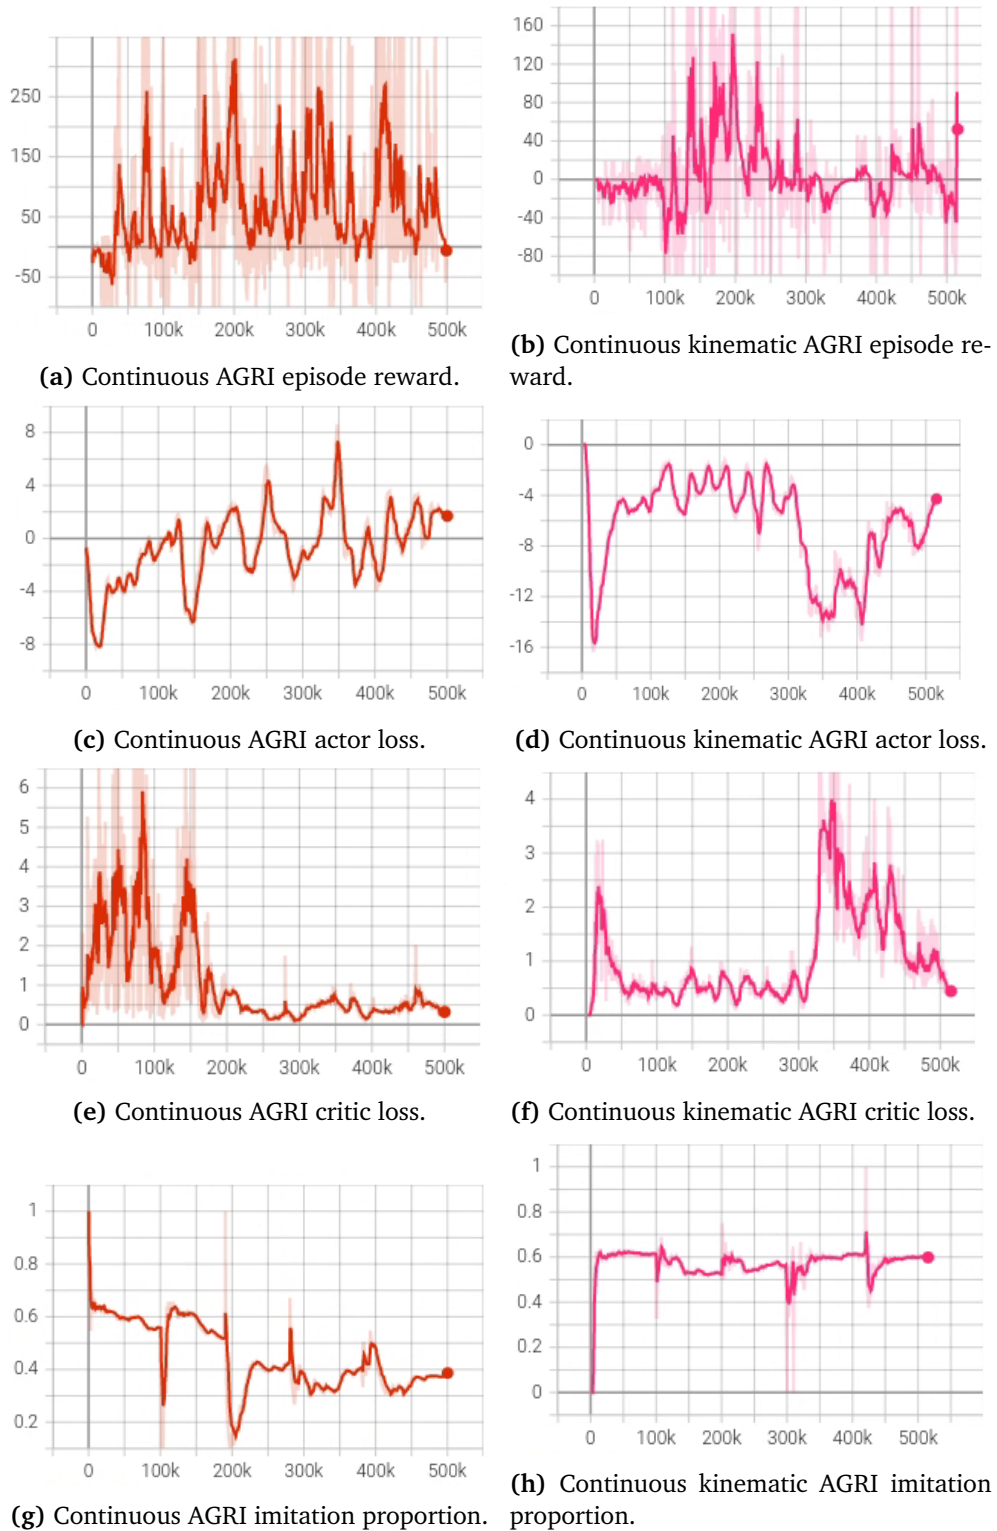 250
150
50
-50
0 100k 200k 300k 400k 500k
(a) Continuous AGRI episode reward.
160
120
80
40
0
-40
-80
0 100k 200k 300k 400k 500k
(b) Continuous kinematic AGRI episode re-
ward.
8
4
0
-4
-8
0 100k 200k 300k 400k 500k
(c) Continuous AGRI actor loss.
0
-4
-8
-12
-16
0 100k 200k 300k 400k 500k
(d) Continuous kinematic AGRI actor loss.
6
5
4
3
2
1
0
0 100k 200k 300k 400k 500k
(e) Continuous AGRI critic loss.
4
3
2
1
0
0 100k 200k 300k 400k 500k
(f) Continuous kinematic AGRI critic loss.
1
0.8
0.6
0.4
0.2
0 100k 200k 300k 400k 500k
(g) Continuous AGRI imitation proportion.
1
0.8
0.6
0.4
0.2
0
0 100k 200k 300k 400k 500k
(h) Continuous kinematic AGRI imitation
proportion.